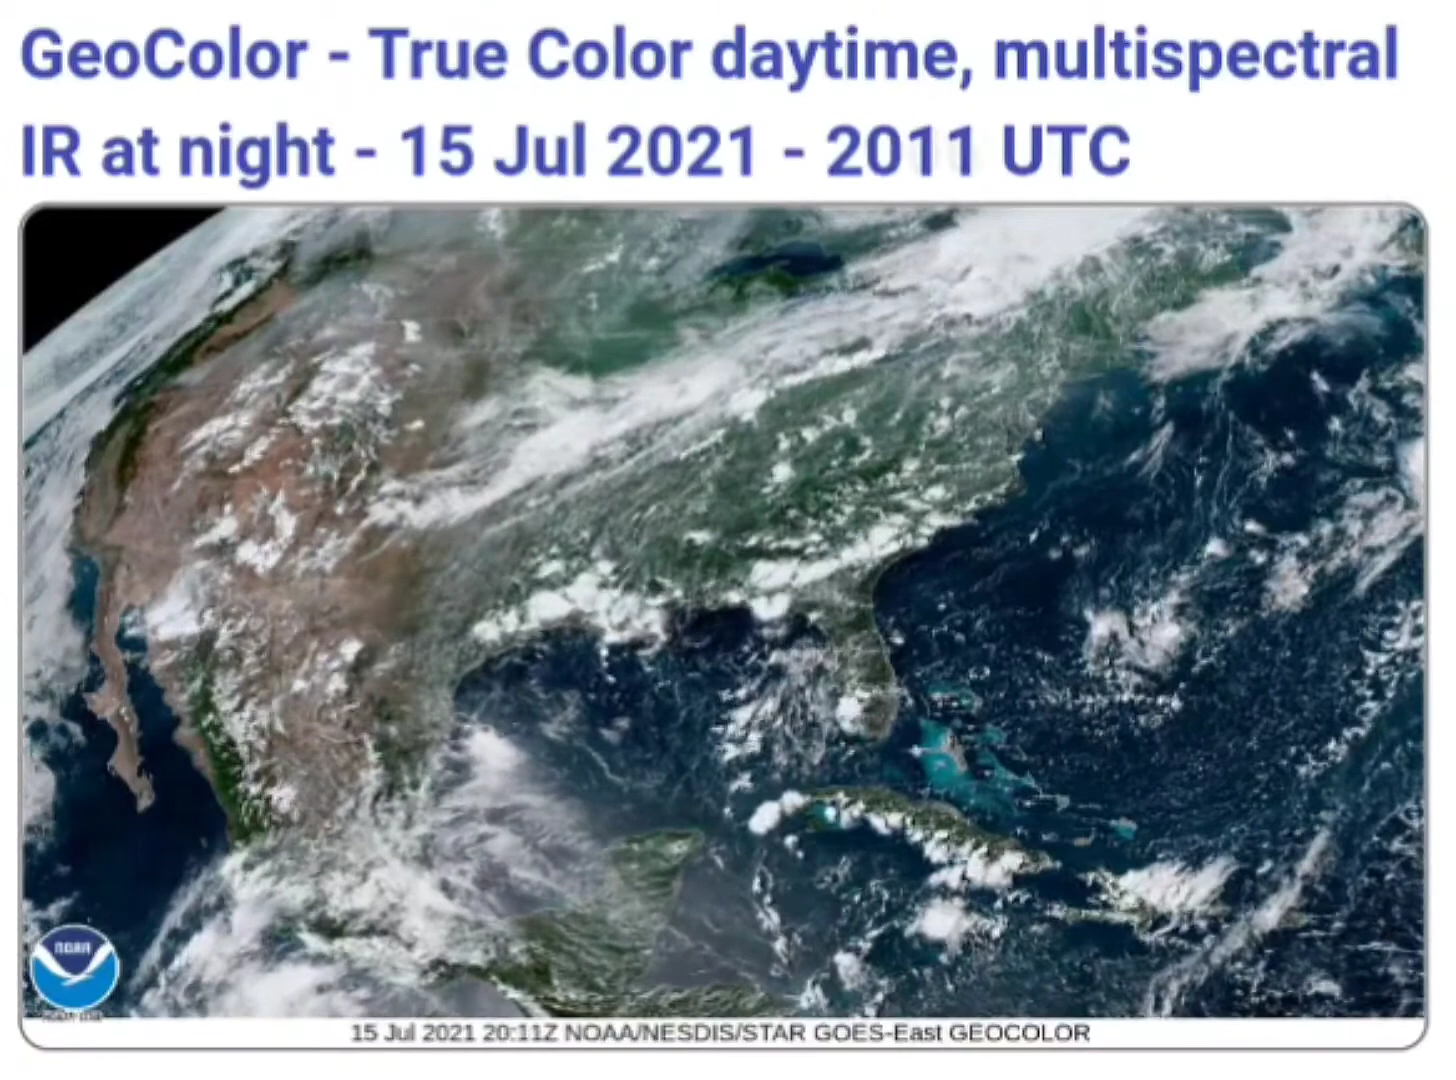 GeoColor - True Color daytime, multispectral
IR at night - 15 Jul 2021 - 2011 UTC
NOAA
15 Jul 2021 20:11Z NOAA/NESDIS/STAR GOES-East GEOCOLOR